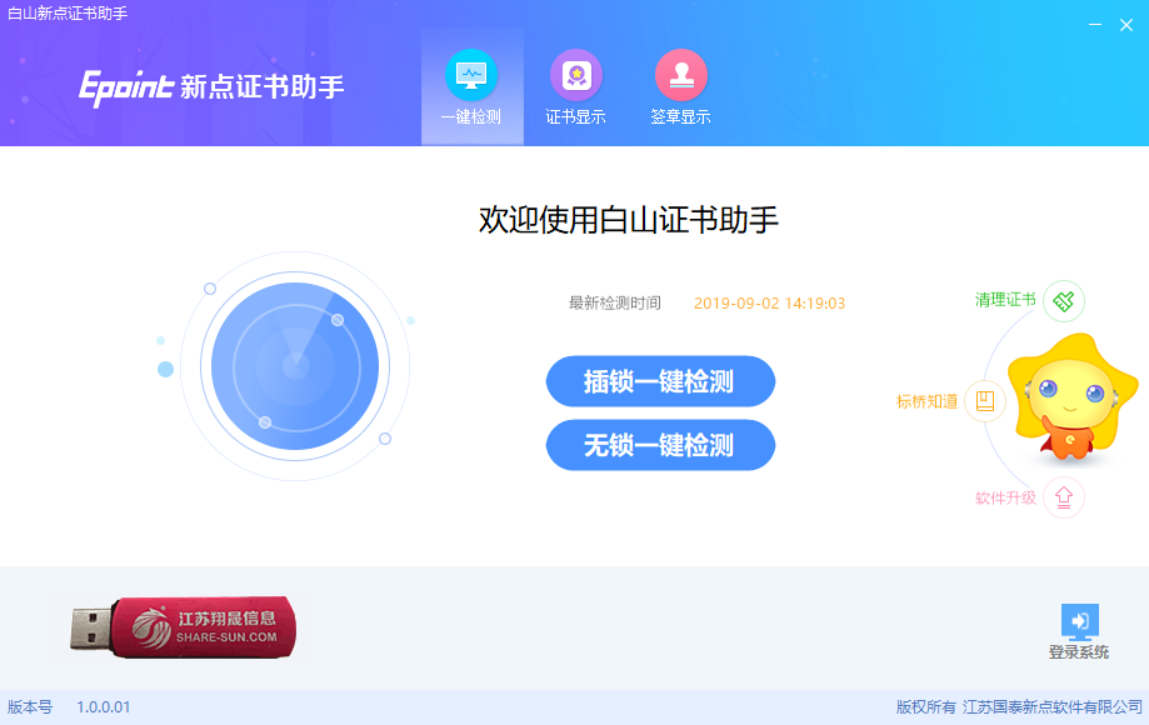 白山新点证书助手
Epoint 新点证书助手
一键检测
证书显示
签章显示
欢迎使用白山证书助手
最新检测时间 2019-09-02 14:19:03
清理证书
插锁一键检测
标桥知道
无锁一键检测
软件升级
江苏翔晟信息
SHARE-SUN.COM
登录系统
版本号 1.0.0.01
版权所有 江苏国泰新点软件有限公司